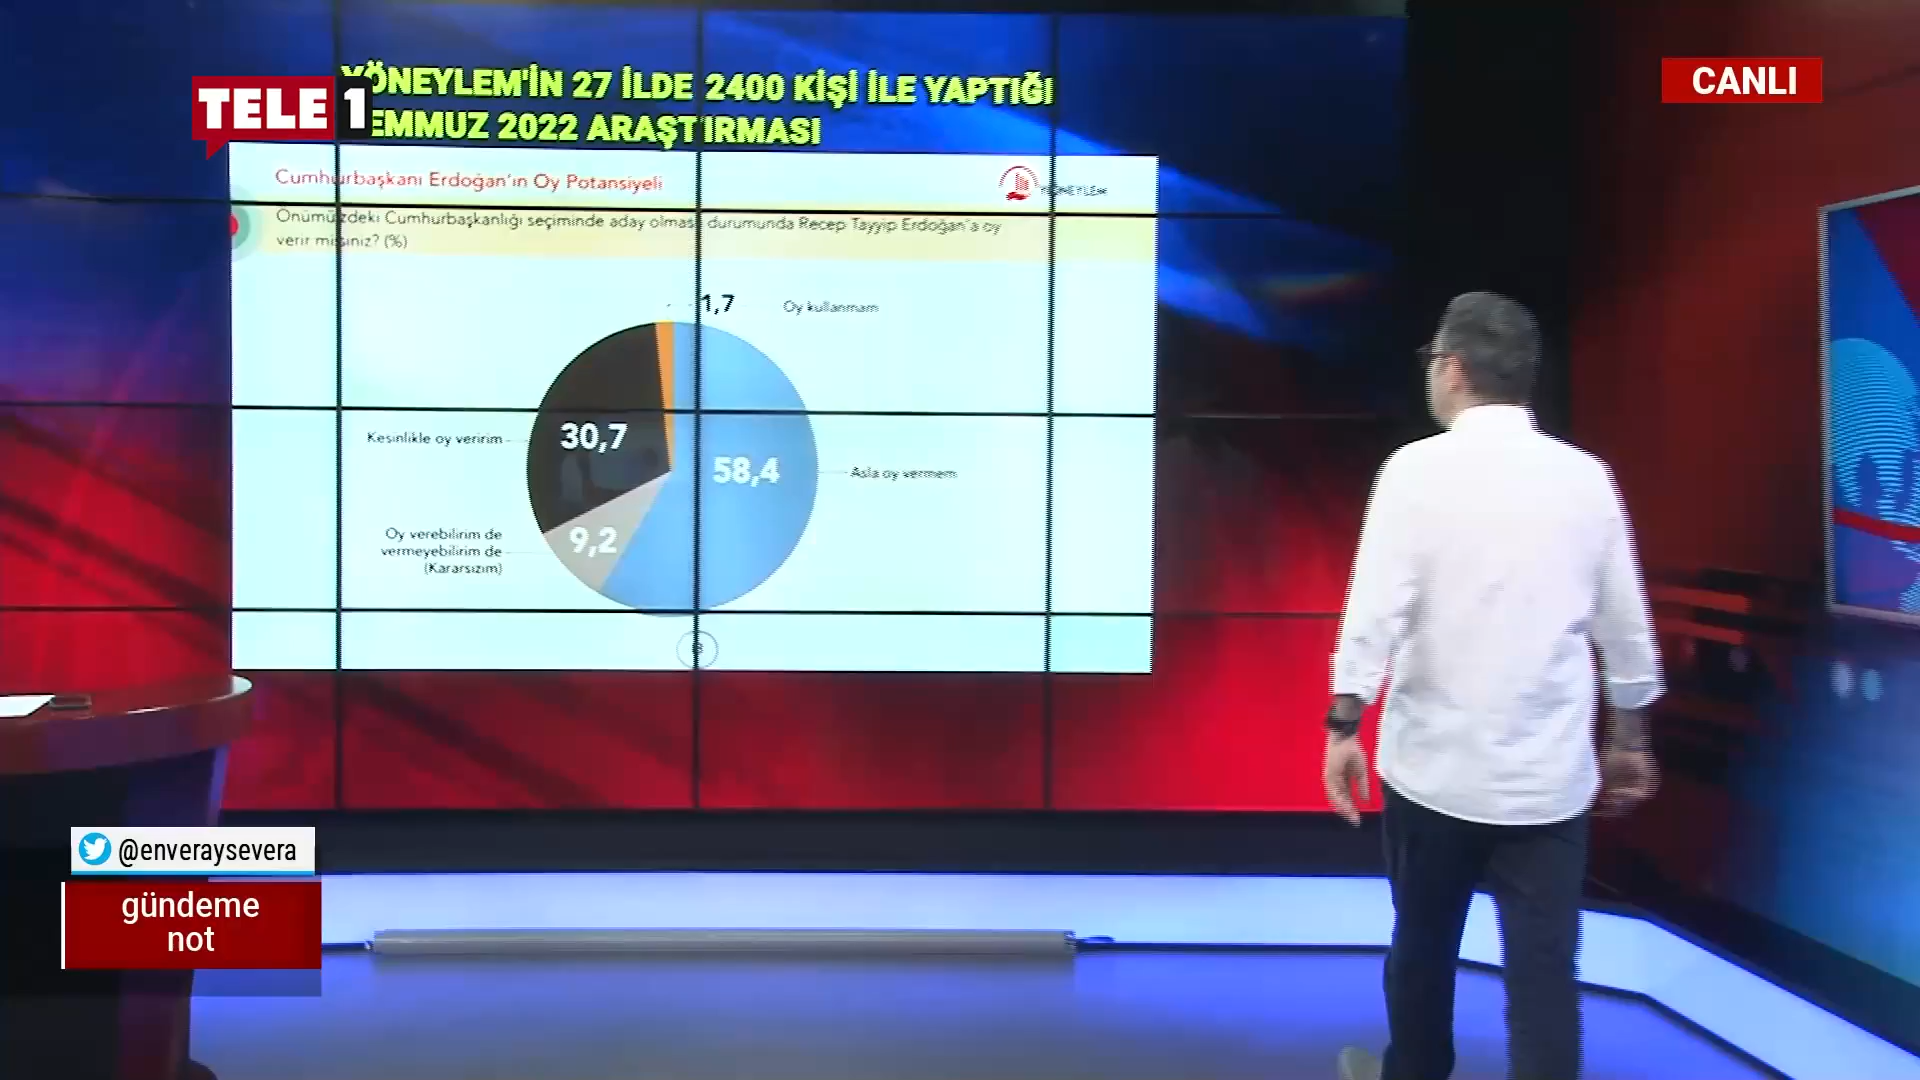 YÖNEYLEM'İN 27 İLDE 2400 KİŞİ İLE YAPTIĞI
TEMMUZ 2022 ARAŞTIRMASI
TELE 1
CANLI
Cumhurbaşkanı Erdoğan'ın Oy Potansiyeli
YÖNEYLEM
Önümüzdeki Cumhurbaşkanlığı seçiminde aday olması durumunda Recep Tayyip Erdoğan'a oy
verir misiniz? (%)
1,7
Oy kullanmam
Kesinlikle oy veririm
30,7
58,4
Asla oy vermem
Oy verebilirim de
vermeyebilirim de
(Kararsızım)
9,2
@enveraysevera
gündeme
not